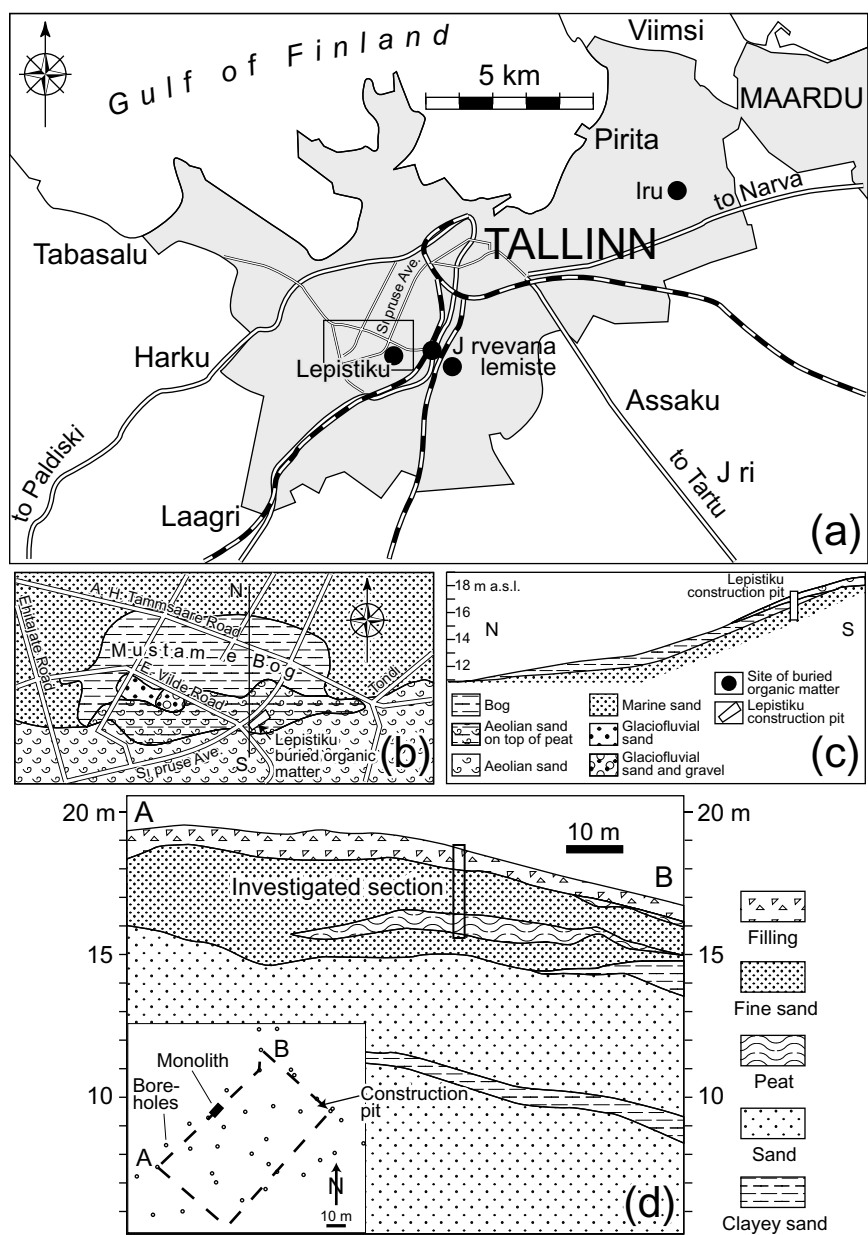 Gulf of Finland
5 km
Viimsi
MAARDU
Pirita
Iru
to Narva
Tabasalu
TALLINN
Si pruse Ave.
Harku
Lepistiku
J rvevana
lemiste
Assaku
J ri
to Paldiski
Laagri
to Tartu
(a)
N
A. H. Tammsaare Road
Ehitajate Road
Mustam e Bog
E. Vilde Road
Tondi
Si pruse Ave.
S
Lepistiku
buried organic
matter
(b)
18 m a.s.l.
16
14
12
N
S
Lepistiku
construction pit
Bog
Aeolian sand
on top of peat
Aeolian sand
Marine sand
Glaciofluvial
sand
Glaciofluvial
sand and gravel
Site of buried
organic matter
Lepistiku
construction pit
(c)
20 m
15
10
A
10 m
B
Investigated section
20 m
15
10
Monolith
Bore-
holes
A
B
Construction
pit
N
10 m
(d)
Filling
Fine sand
Peat
Sand
Clayey sand